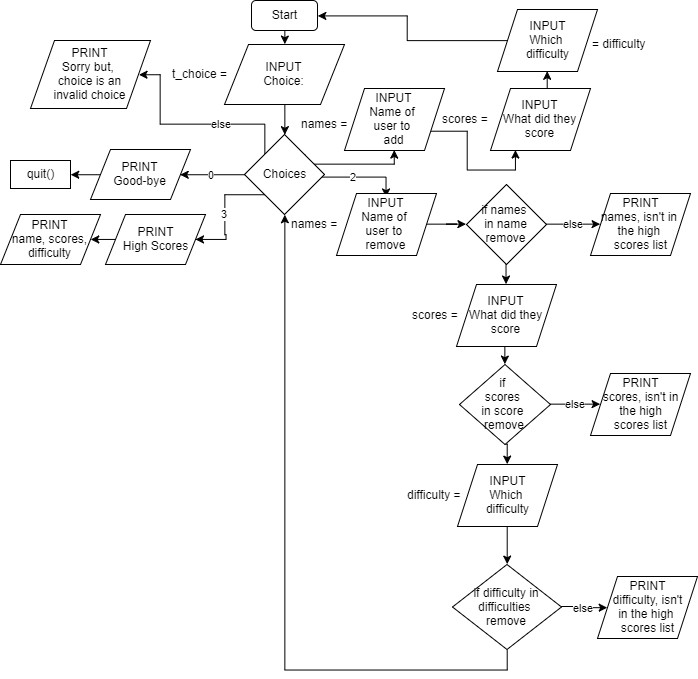 Start
INPUT
Which
difficulty
= difficulty
PRINT
Sorry but,
choice is an
invalid choice
t_choice =
INPUT
Choice:
else
names =
INPUT
Name of
user to
add
scores =
INPUT
What did they
score
quit()
PRINT
Good-bye
0
Choices
2
3
PRINT
name, scores,
difficulty
PRINT
High Scores
names =
INPUT
Name of
user to
remove
if names
in name
remove
else
PRINT
names, isn't in
the high
scores list
scores =
INPUT
What did they
score
if
scores
in score
remove
else
PRINT
scores, isn't in
the high
scores list
difficulty =
INPUT
Which
difficulty
if difficulty in
difficulties
remove
else
PRINT
difficulty, isn't
in the high
scores list